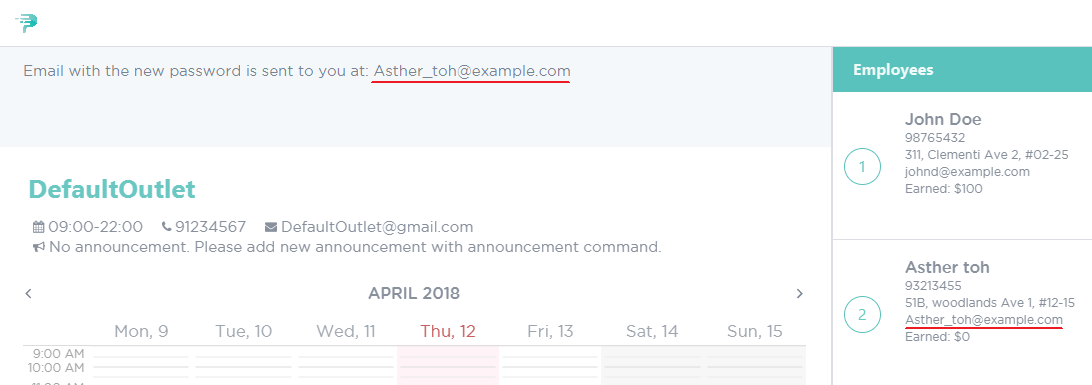 Email with the new password is sent to you at: Asther_toh@example.com
DefaultOutlet
09:00-22:00 91234567 DefaultOutlet@gmail.com
No announcement. Please add new announcement with announcement command.
APRIL 2018
Mon, 9 Tue, 10 Wed, 11 Thu, 12 Fri, 13 Sat, 14 Sun, 15
9:00 AM
10:00 AM
Employees
1
John Doe
98765432
311, Clementi Ave 2, #02-25
johnd@example.com
Earned: $100
2
Asther toh
93213455
51B, woodlands Ave 1, #12-15
Asther_toh@example.com
Earned: $0